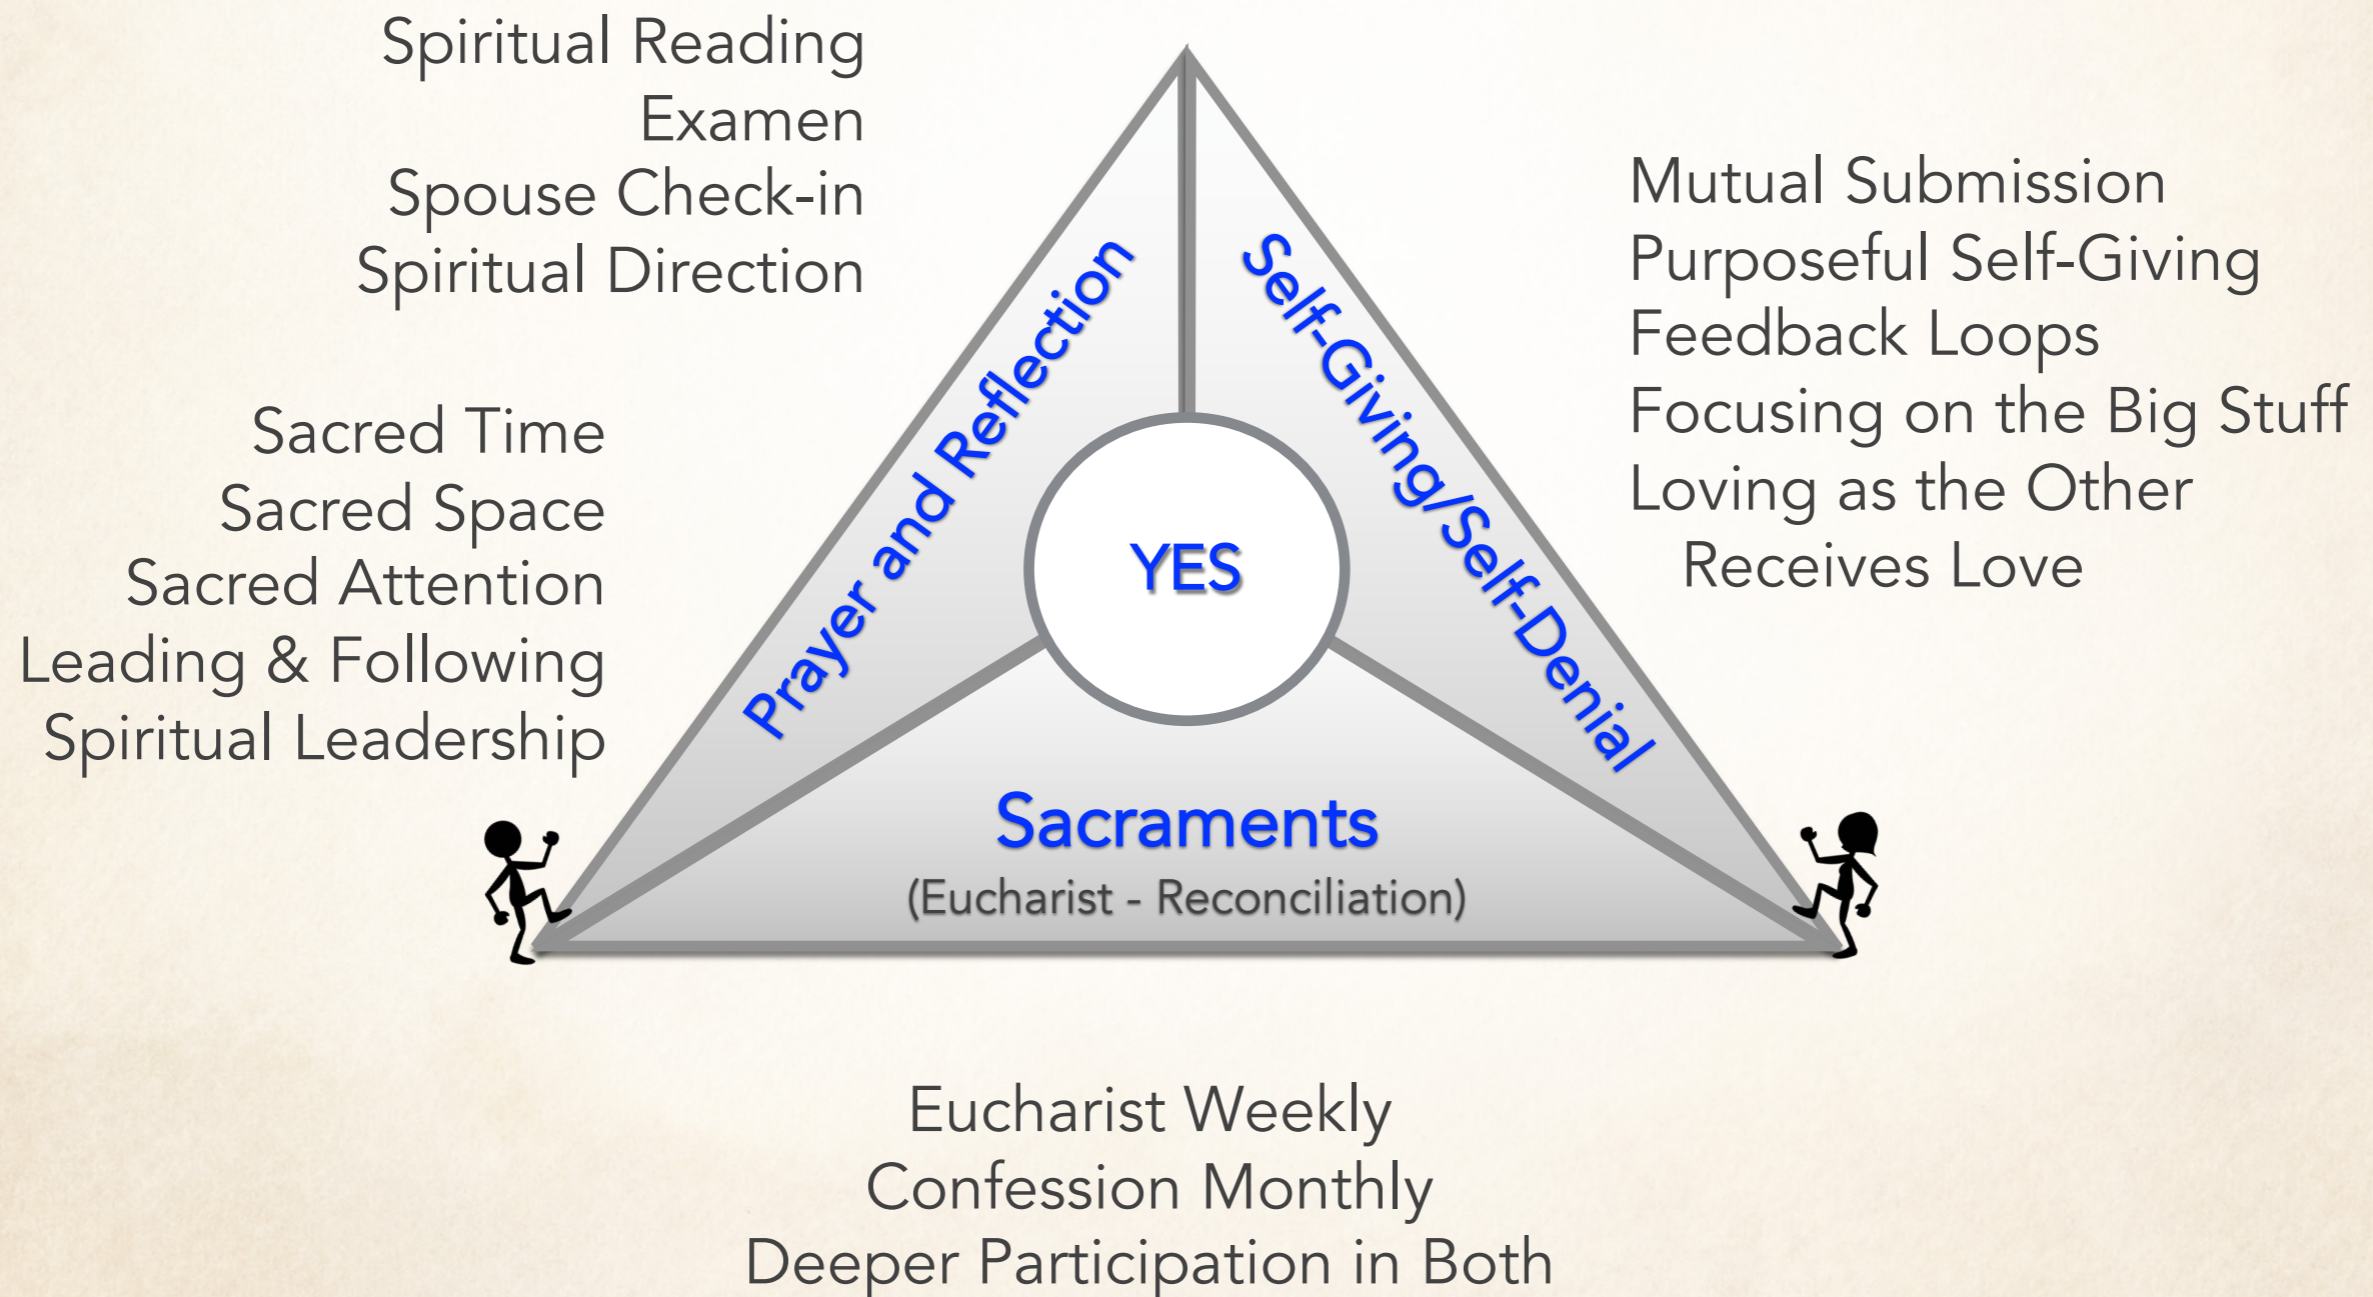 Spiritual Reading
Examen
Spouse Check-in
Spiritual Direction
Sacred Time
Sacred Space
Sacred Attention
Leading & Following
Spiritual Leadership
Prayer and Reflection
YES
Self-Giving/Self-Denial
Sacraments
(Eucharist - Reconciliation)
Mutual Submission
Purposeful Self-Giving
Feedback Loops
Focusing on the Big Stuff
Loving as the Other
Receives Love
Eucharist Weekly
Confession Monthly
Deeper Participation in Both